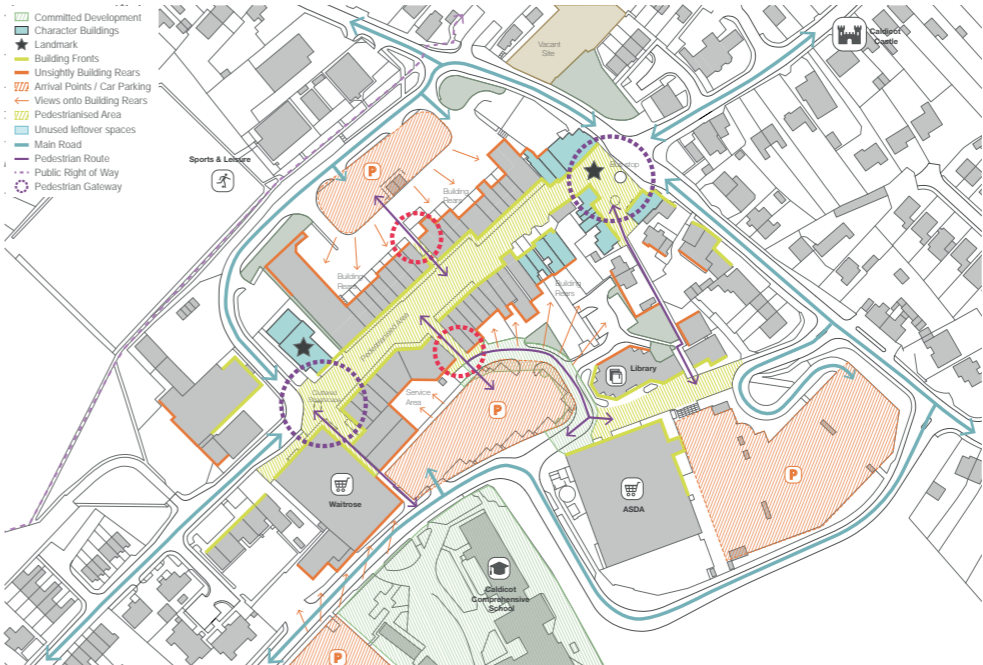 Committed Development
Character Buildings
Landmark
Building Fronts
Unsightly Building Rears
Arrival Points / Car Parking
Views onto Building Rears
Pedestrianised Area
Unused leftover spaces
Main Road
Pedestrian Route
Public Right of Way
Pedestrian Gateway
Vacant
Site
Caldicot
Castle
Sports & Leisure
P
Bus stop
Building
Rears
Building
Rears
Building
Rears
Pedestrianised Area
Library
Service
Area
P
P
Waitrose
ASDA
Caldicot
Comprehensive
School
P